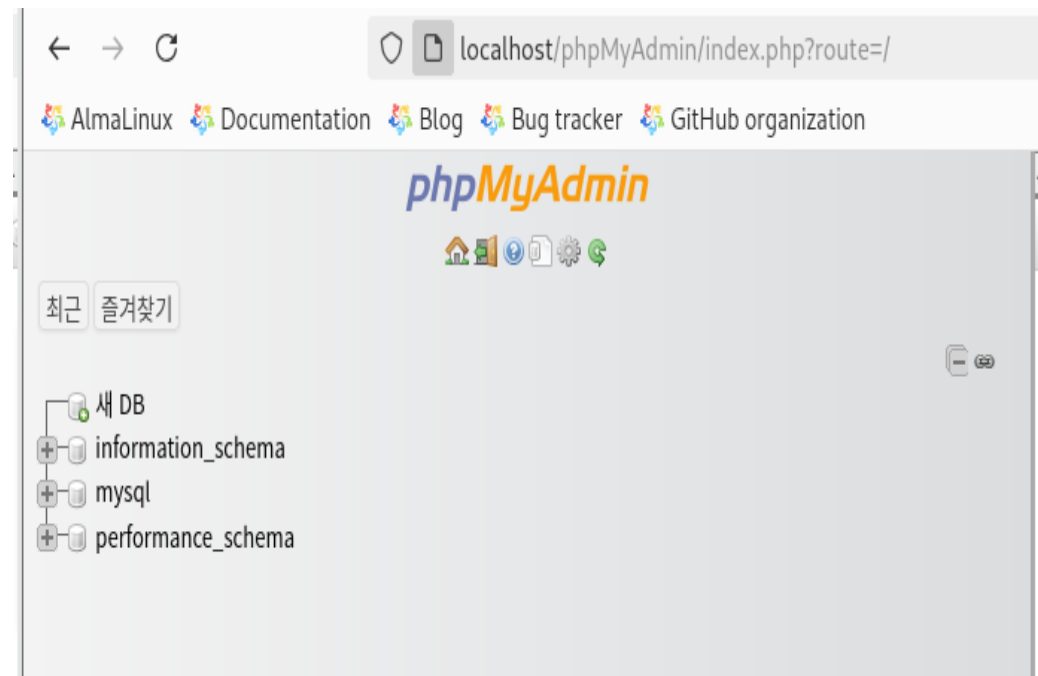 localhost/phpMyAdmin/index.php?route=/
AlmaLinux Documentation Blog Bug tracker GitHub organization
phpMyAdmin
최근 즐겨찾기
새 DB
information_schema
mysql
performance_schema